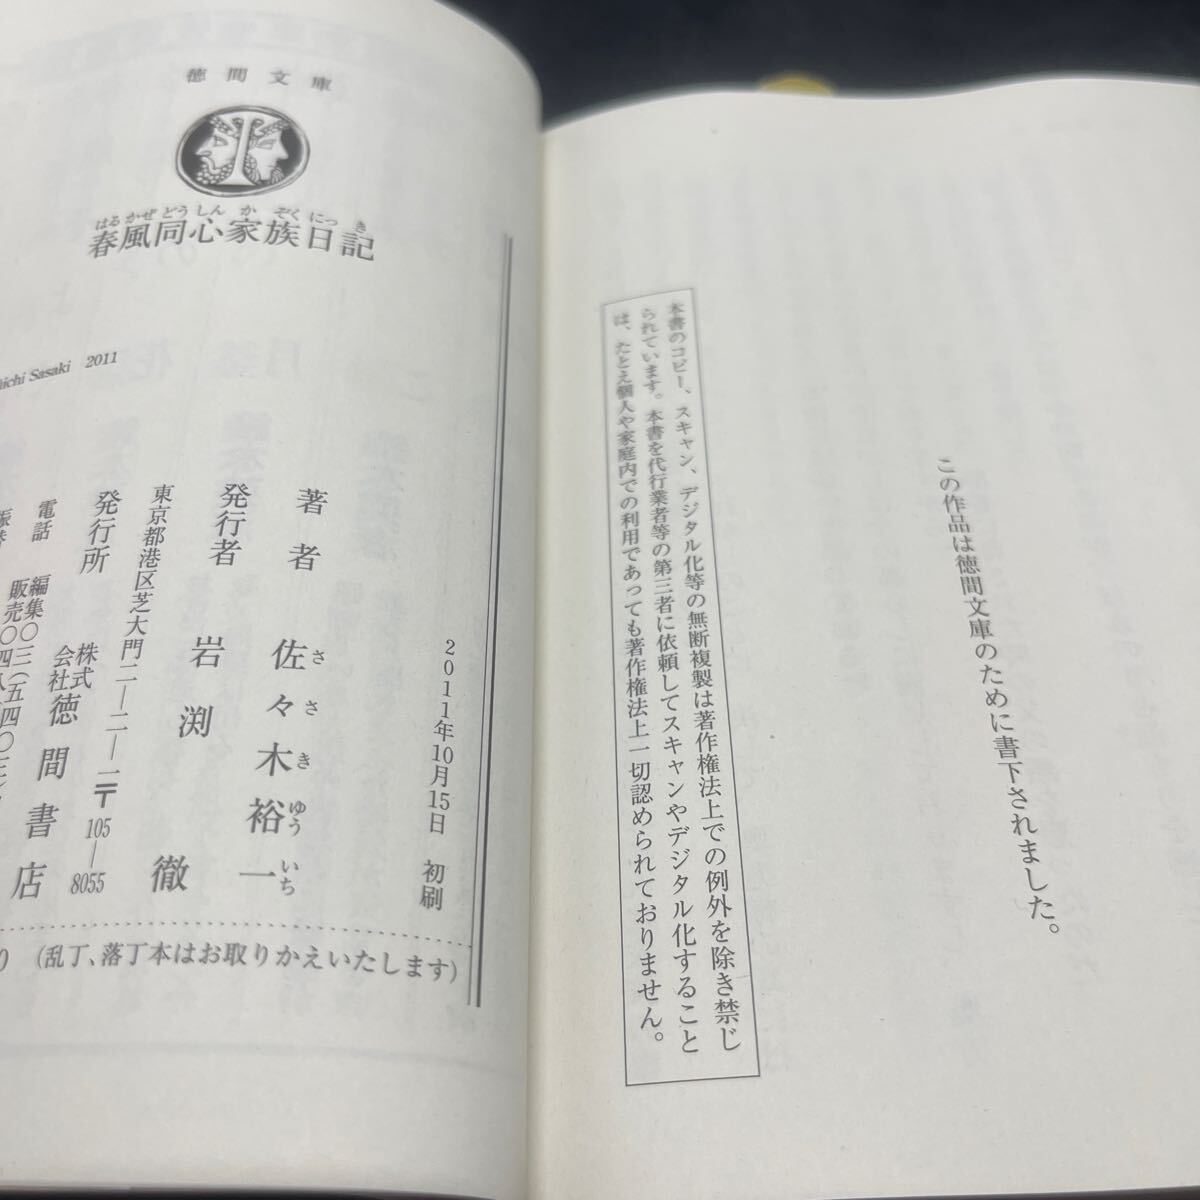 この作品は徳間文庫のために書下されました。
本書のコピー、スキャン、デジタル化等の無断複製は著作権法上での例外を除き禁じ
られています。本書を代行業者等の第三者に依頼してスキャンやデジタル化すること
は、たとえ個人や家庭内での利用であっても著作権法上一切認められておりません。
徳間文庫
はるかぜどうしんかぞくにっき
春風同心家族日記
ichi Sasaki 2011
2011年10月15日 初刷
著者 佐々木裕一
ささきゆういち
発行者 岩渕徹
東京都港区芝大門二―二―一〒105―8055
発行所 株式会社徳間書店
電話 編集〇三(五四〇三)
販売〇四八
振替
(乱丁、落丁本はお取りかえいたします)